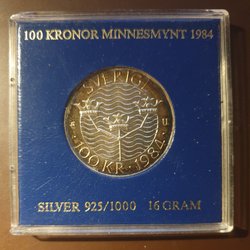 100 KRONOR MINNESMYNT 1984
SVERIGE
U
100 KR · 1984
SILVER 925/1000 16 GRAM